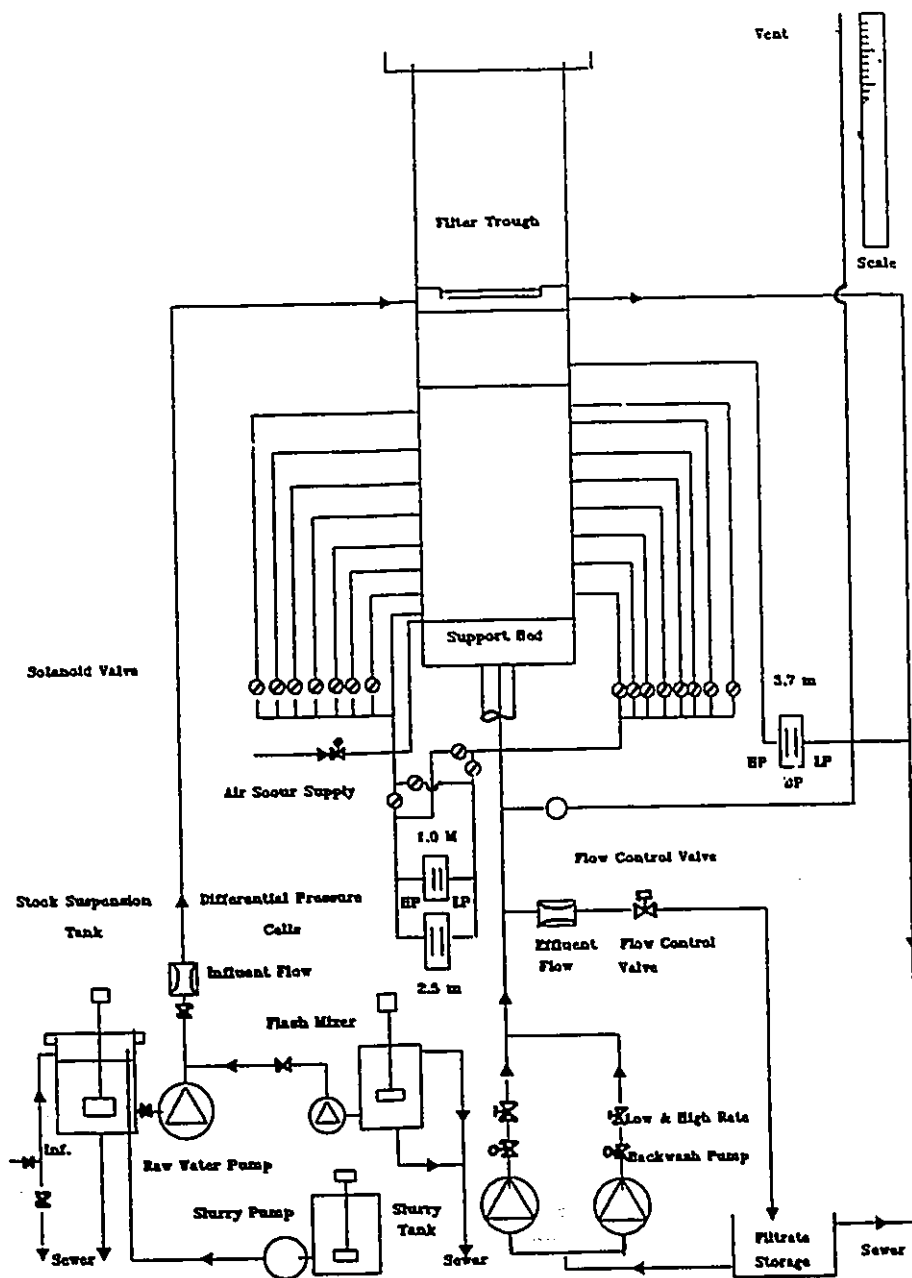 Vent
Filter Trough
Scale
Support Bed
Solanoid Valve
3.7 m
HP
LP
DP
Air Scour Supply
1.0 M
Flow Control Valve
HP
LP
Stock Suspension
Tank
Differential Pressure
Cells
Effluent
Flow
Flow Control
Valve
Influent Flow
2.5 m
Flash Mixer
Low & High Rate
Inf.
Raw Water Pump
Backwash Pump
Slurry Pump
Slurry
Tank
Sewer
Sewer
Filtrate
Storage
Sewer